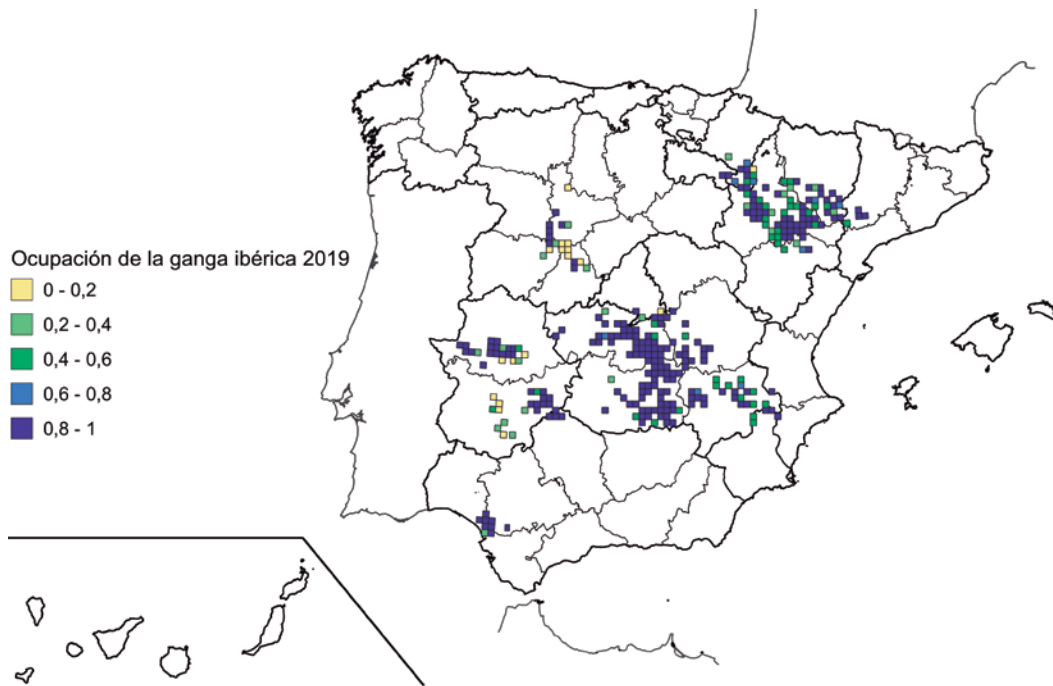 Ocupación de la ganga ibérica 2019
0 - 0,2
0,2 - 0,4
0,4 - 0,6
0,6 - 0,8
0,8 - 1